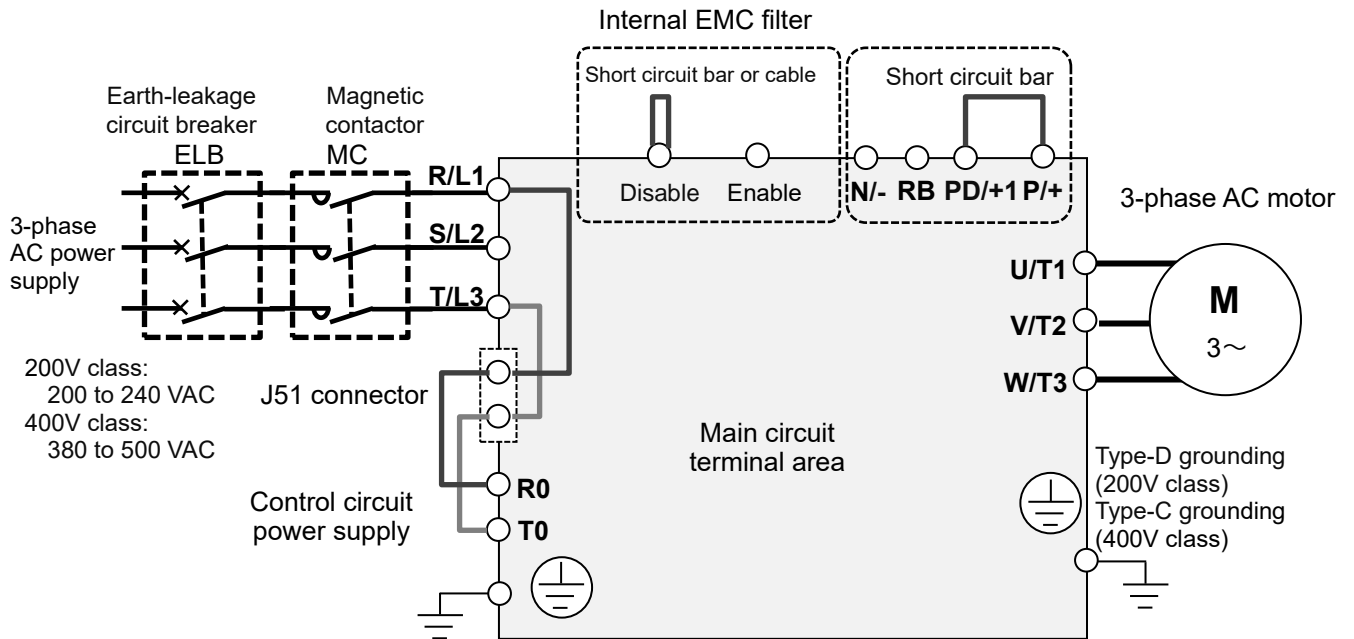 Internal EMC filter
Short circuit bar or cable
Short circuit bar
Earth-leakage
circuit breaker
ELB
Magnetic
contactor
MC
R/L1
Disable
Enable
N/-
RB
PD/+1
P/+
3-phase AC motor
3-phase
AC power
supply
S/L2
T/L3
U/T1
V/T2
W/T3
M
3～
200V class:
200 to 240 VAC
400V class:
380 to 500 VAC
J51 connector
Main circuit
terminal area
Control circuit
power supply
R0
T0
Type-D grounding
(200V class)
Type-C grounding
(400V class)